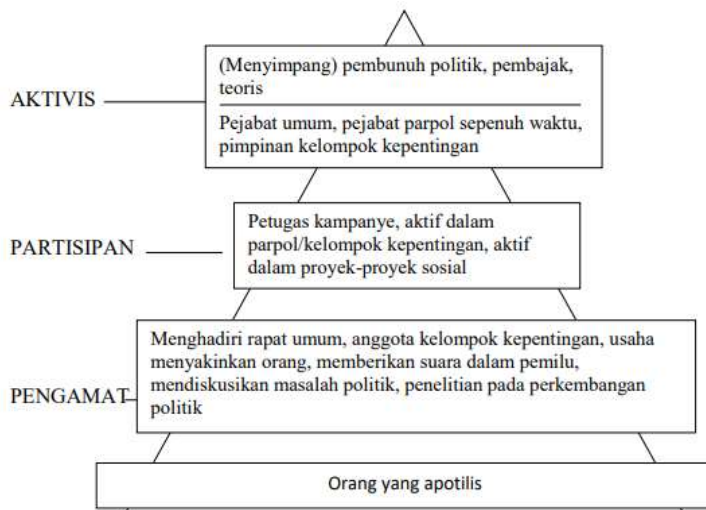 (Menyimpang) pembunuh politik, pembajak,
teoris
AKTIVIS
Pejabat umum, pejabat parpol sepenuh waktu,
pimpinan kelompok kepentingan
Petugas kampanye, aktif dalam
PARTISIPAN
parpol/kelompok kepentingan, aktif
dalam proyek-proyek sosial
Menghadiri rapat umum, anggota kelompok kepentingan, usaha
menyakinkan orang, memberikan suara dalam pemilu,
mendiskusikan masalah politik, penelitian pada perkembangan
PENGAMAT
politik
Orang yang apotilis